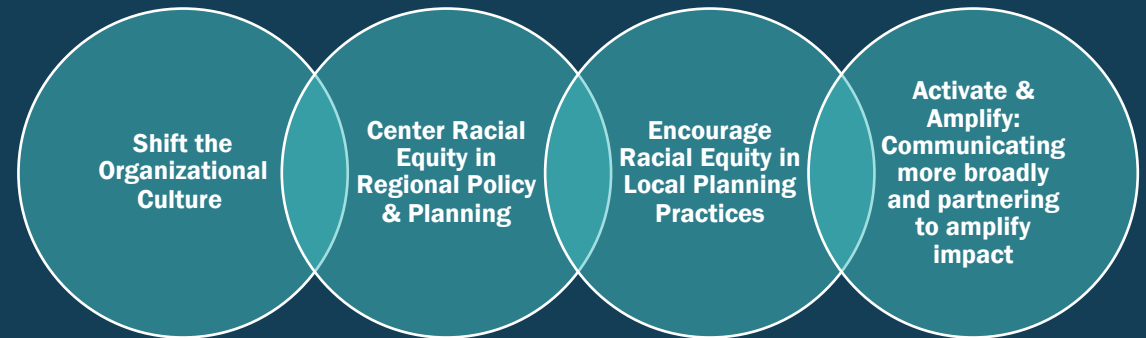 Shift the
Organizational
Culture
Center Racial
Equity in
Regional Policy
& Planning
Encourage
Racial Equity in
Local Planning
Practices
Activate &
Amplify:
Communicating
more broadly
and partnering
to amplify
impact